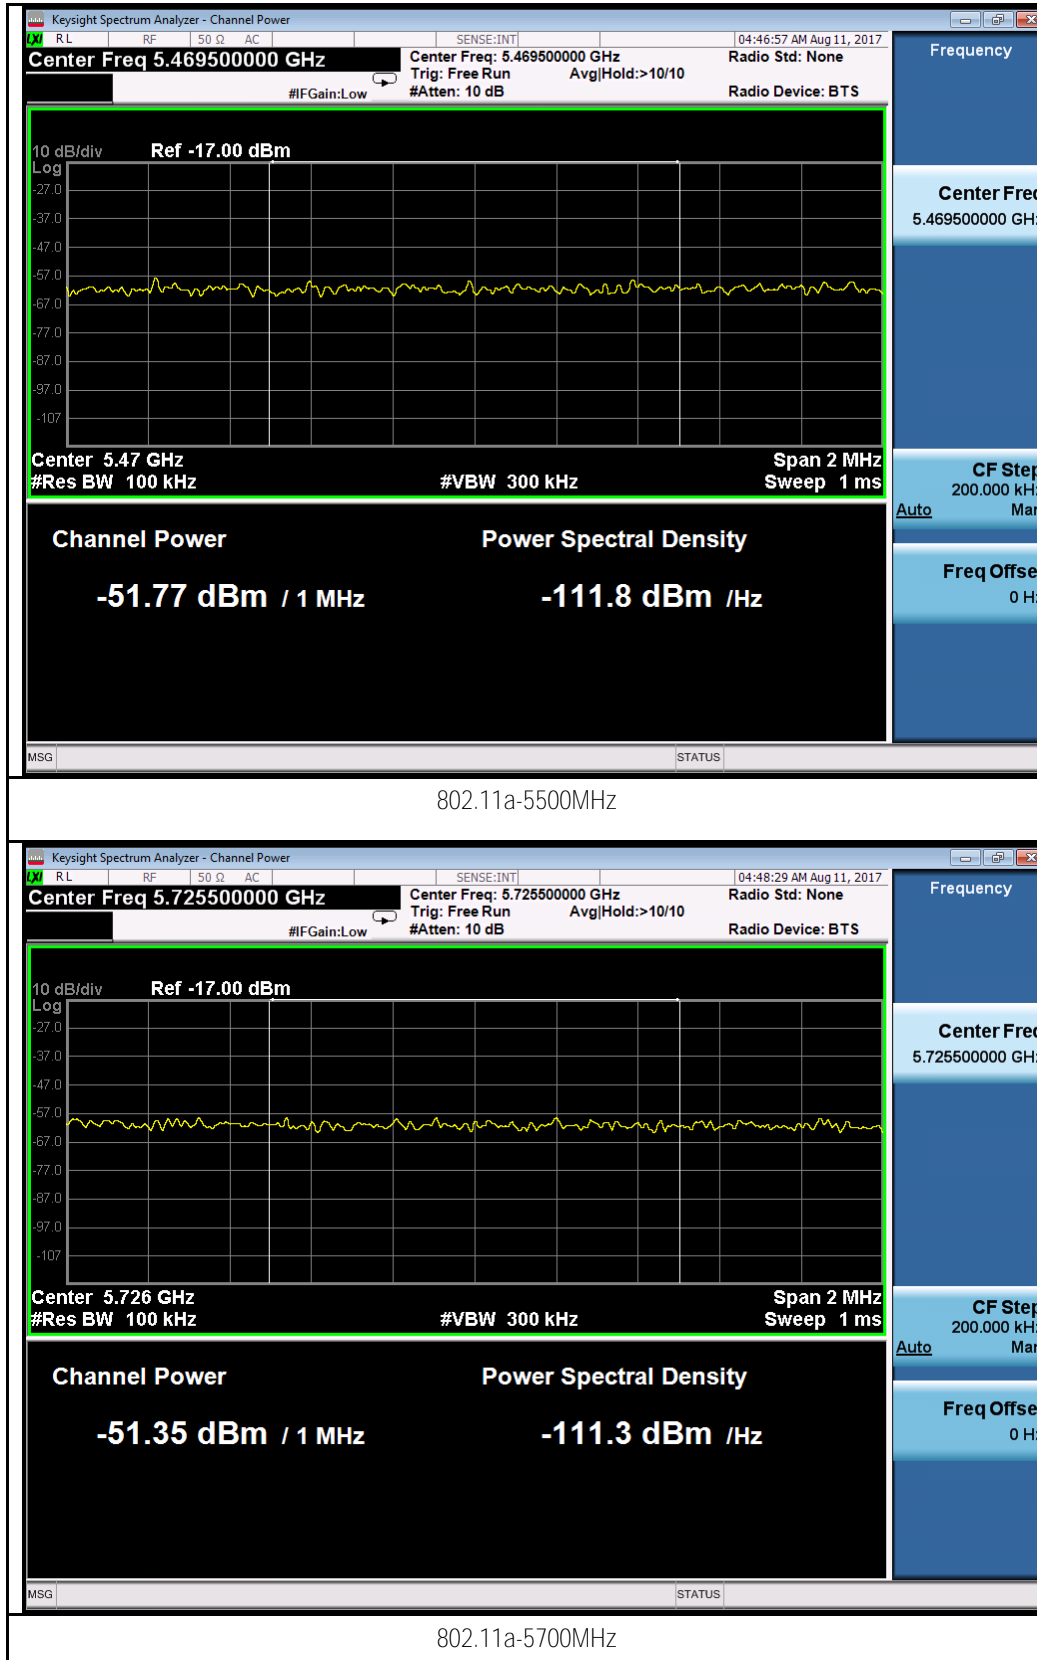 Keysight Spectrum Analyzer - Channel Power
LXI RL RF 50 Ω AC SENSE:INT 04:46:57 AM Aug 11, 2017
Center Freq 5.469500000 GHz
Center Freq: 5.469500000 GHz Radio Std: None
Trig: Free Run Avg|Hold:>10/10
#IFGain:Low #Atten: 10 dB Radio Device: BTS
Frequency
10 dB/div Ref -17.00 dBm
Log
-27.0
-37.0
-47.0
-57.0
-67.0
-77.0
-87.0
-97.0
-107
Center 5.47 GHz Span 2 MHz
#Res BW 100 kHz #VBW 300 kHz Sweep 1 ms
Center Freq
5.469500000 GHz
CF Step
200.000 kHz
Auto Man
Freq Offset
0 Hz
Channel Power Power Spectral Density
-51.77 dBm / 1 MHz -111.8 dBm /Hz
MSG STATUS
802.11a-5500MHz
Keysight Spectrum Analyzer - Channel Power
LXI RL RF 50 Ω AC SENSE:INT 04:48:29 AM Aug 11, 2017
Center Freq 5.725500000 GHz
Center Freq: 5.725500000 GHz Radio Std: None
Trig: Free Run Avg|Hold:>10/10
#IFGain:Low #Atten: 10 dB Radio Device: BTS
Frequency
10 dB/div Ref -17.00 dBm
Log
-27.0
-37.0
-47.0
-57.0
-67.0
-77.0
-87.0
-97.0
-107
Center 5.726 GHz Span 2 MHz
#Res BW 100 kHz #VBW 300 kHz Sweep 1 ms
Center Freq
5.725500000 GHz
CF Step
200.000 kHz
Auto Man
Freq Offset
0 Hz
Channel Power Power Spectral Density
-51.35 dBm / 1 MHz -111.3 dBm /Hz
MSG STATUS
802.11a-5700MHz